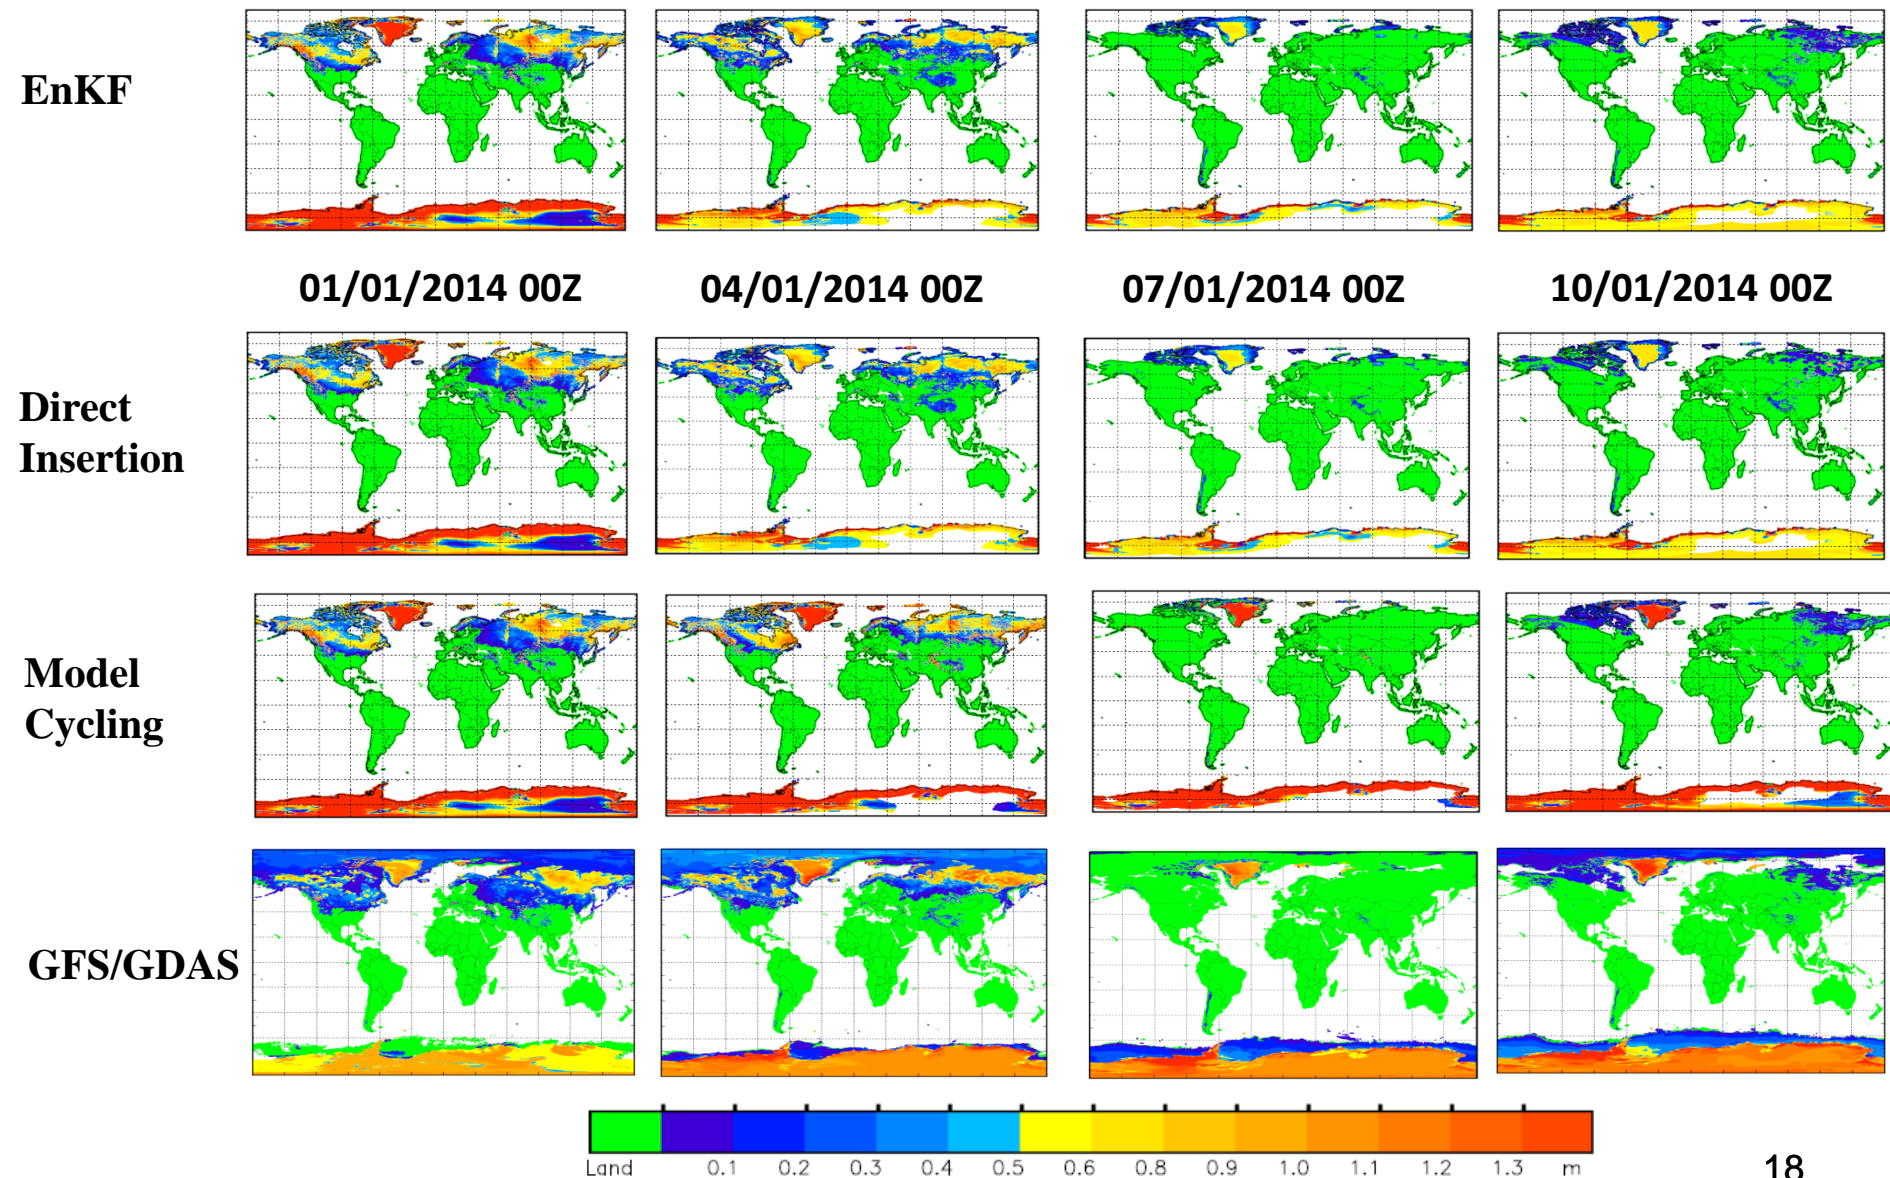 EnKF
01/01/2014 00Z
04/01/2014 00Z
07/01/2014 00Z
10/01/2014 00Z
Direct
Insertion
Model
Cycling
GFS/GDAS
Land 0.1 0.2 0.3 0.4 0.5 0.6 0.8 0.9 1.0 1.1 1.2 1.3 m
18